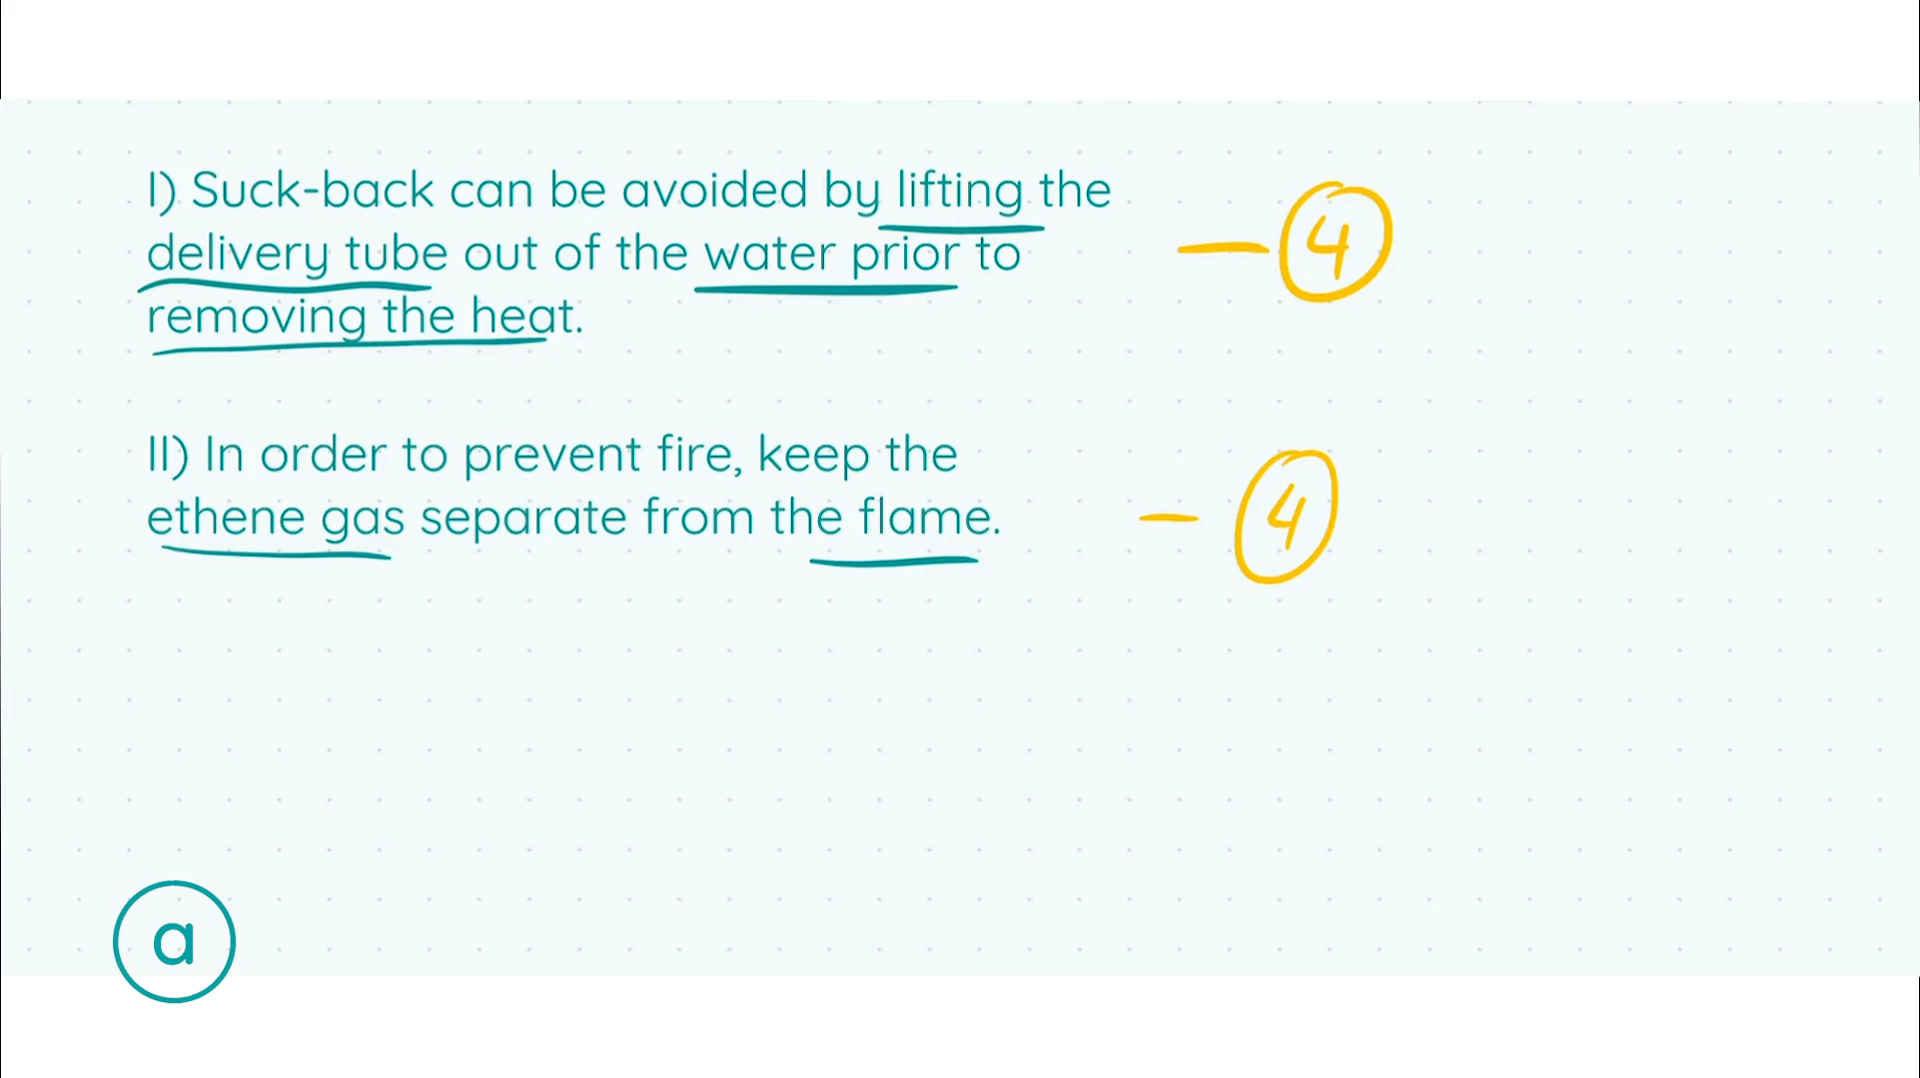 I) Suck-back can be avoided by lifting the
delivery tube out of the water prior to
removing the heat.
— 4
II) In order to prevent fire, keep the
ethene gas separate from the flame.
— 4
a